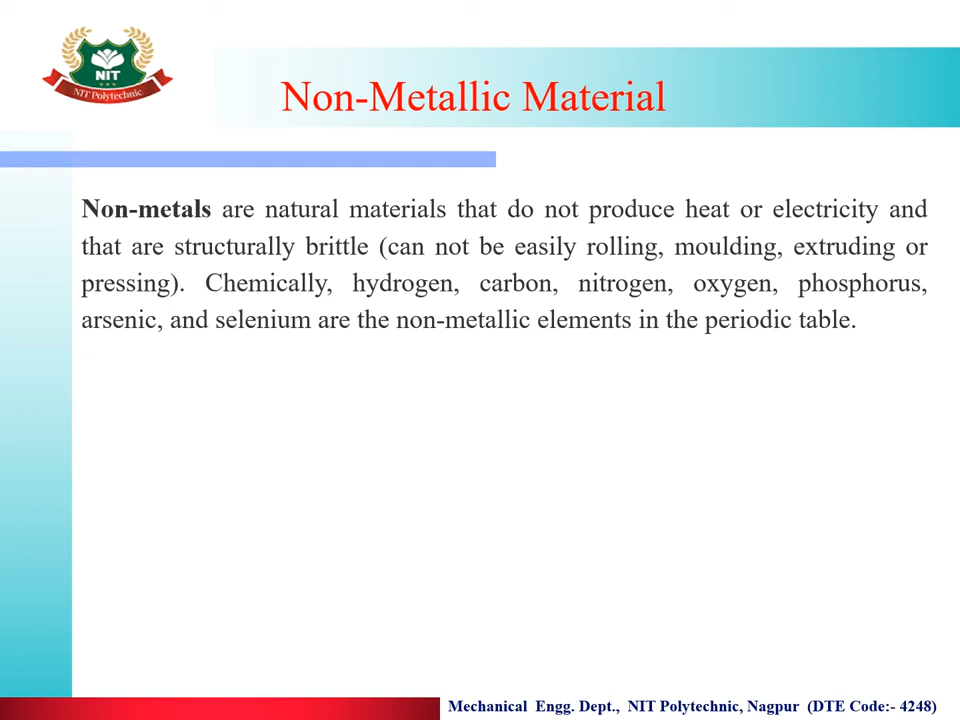 NIT
NIT Polytechnic
Non-Metallic Material
Non-metals are natural materials that do not produce heat or electricity and
that are structurally brittle (can not be easily rolling, moulding, extruding or
pressing). Chemically, hydrogen, carbon, nitrogen, oxygen, phosphorus,
arsenic, and selenium are the non-metallic elements in the periodic table.
Mechanical Engg. Dept., NIT Polytechnic, Nagpur (DTE Code:- 4248)